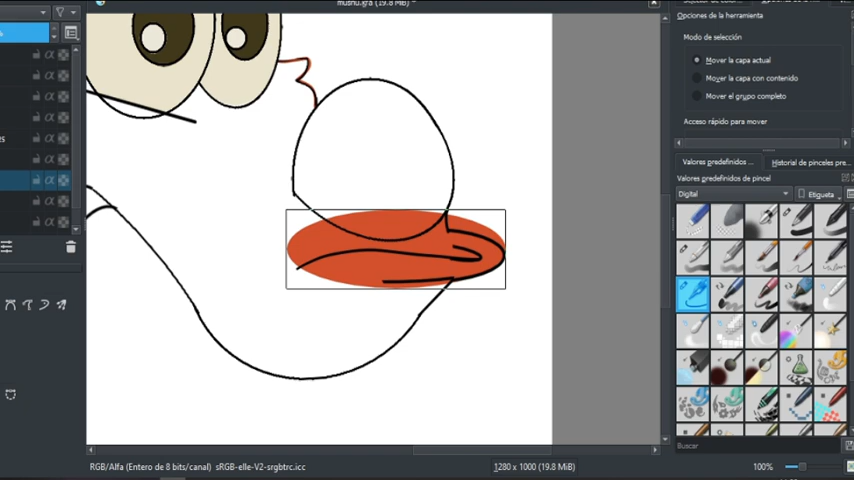 mushu.kra (19.8 MiB) *
Opciones de la herramienta
Modo de selección
Mover la capa actual
Mover la capa con contenido
Mover el grupo completo
Acceso rápido para mover
Valores predefinidos ...
Historial de pinceles pre...
Valores predefinidos de pincel
Digital
Etiqueta
Buscar
RGB/Alfa (Entero de 8 bits/canal) sRGB-elle-V2-srgbtrc.icc
1280 x 1000 (19.8 MiB)
100%